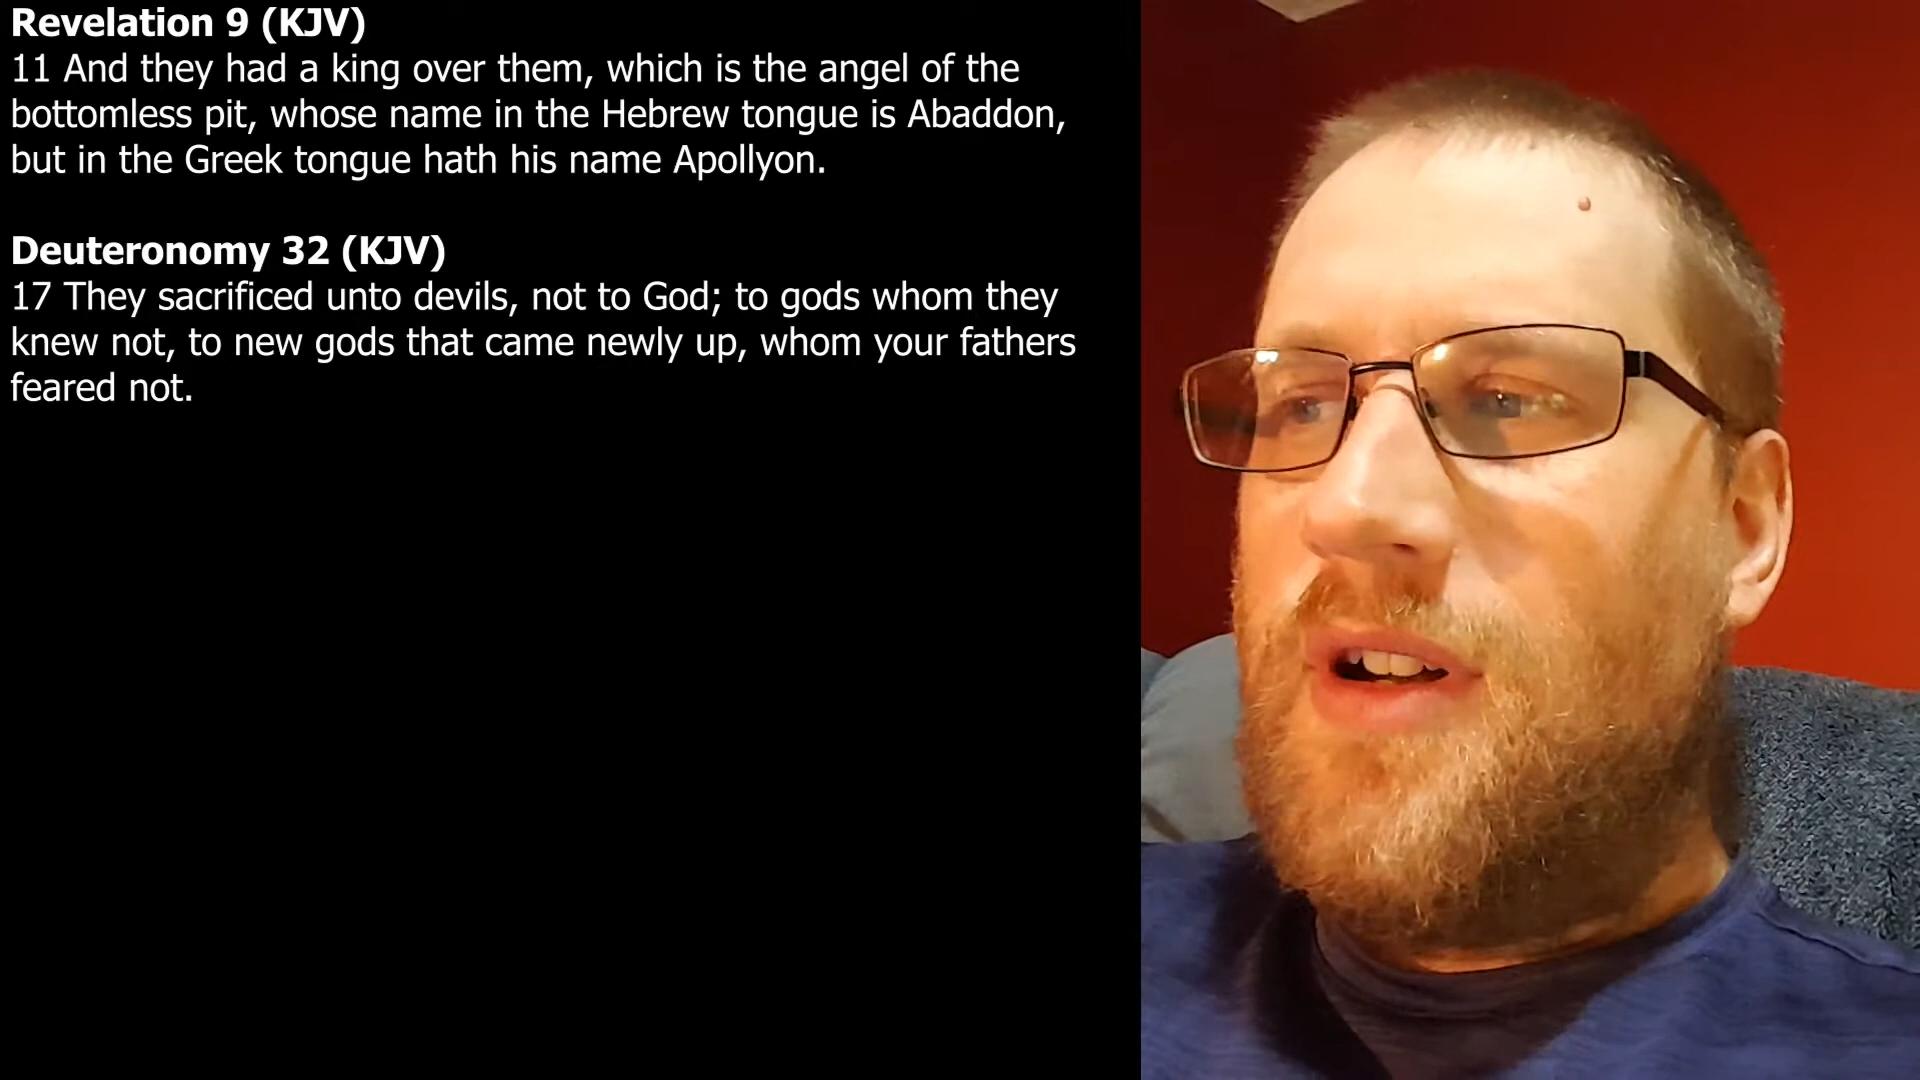 Revelation 9 (KJV)
11 And they had a king over them, which is the angel of the
bottomless pit, whose name in the Hebrew tongue is Abaddon,
but in the Greek tongue hath his name Apollyon.
Deuteronomy 32 (KJV)
17 They sacrificed unto devils, not to God; to gods whom they
knew not, to new gods that came newly up, whom your fathers
feared not.